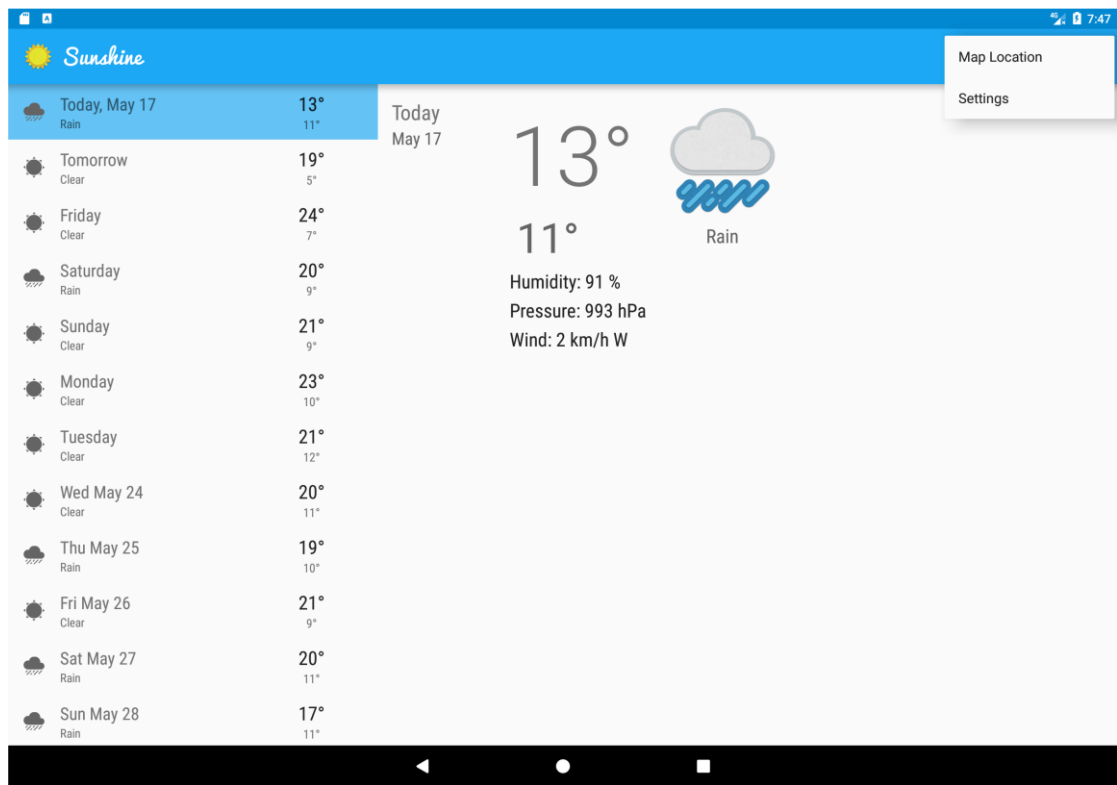 4G 7:47
Sunshine
Map Location
Settings
Today, May 17 13°
Rain 11°
Tomorrow 19°
Clear 5°
Friday 24°
Clear 7°
Saturday 20°
Rain 9°
Sunday 21°
Clear 9°
Monday 23°
Clear 10°
Tuesday 21°
Clear 12°
Wed May 24 20°
Clear 11°
Thu May 25 19°
Rain 10°
Fri May 26 21°
Clear 9°
Sat May 27 20°
Rain 11°
Sun May 28 17°
Rain 11°
Today
May 17
13°
11°
Rain
Humidity: 91 %
Pressure: 993 hPa
Wind: 2 km/h W